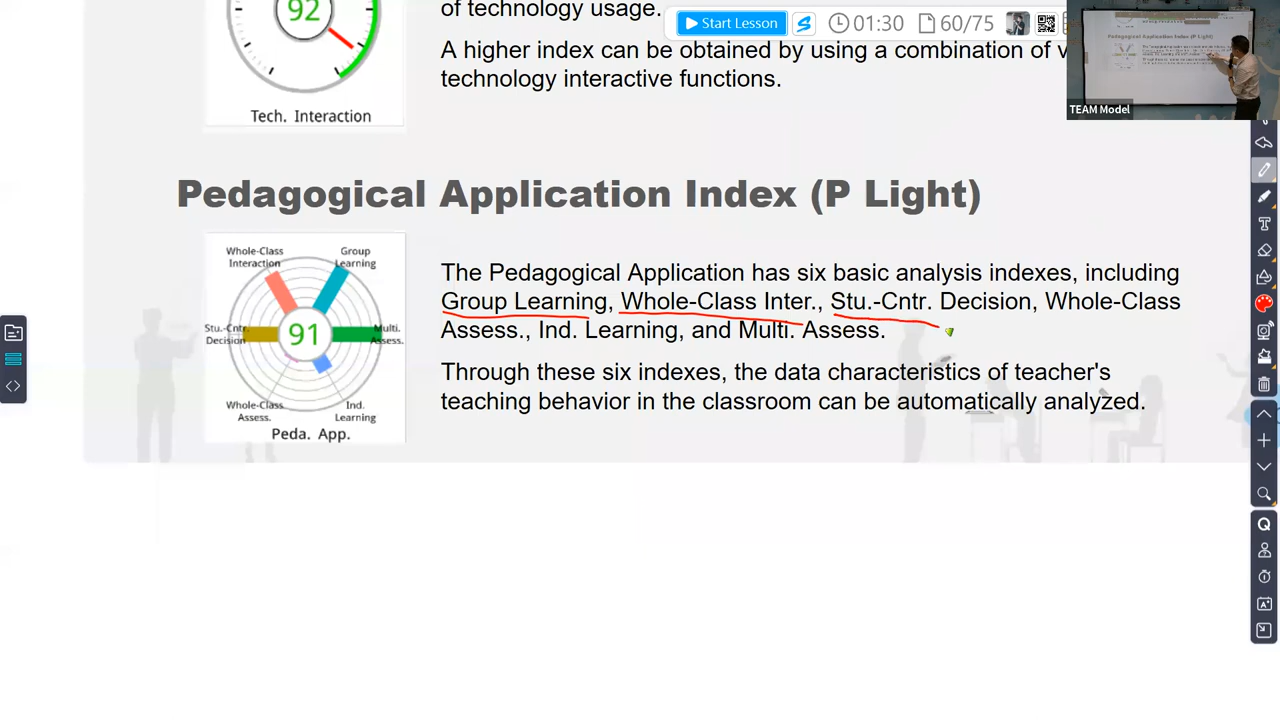 92
of technology usage.
Start Lesson
01:30
60/75
A higher index can be obtained by using a combination of v
technology interactive functions.
Tech. Interaction
TEAM Model
Pedagogical Application Index (P Light)
Whole-Class
Interaction
Group
Learning
Stu.-Cntr.
Decision
91
Multi.
Assess.
Whole-Class
Assess.
Ind.
Learning
Peda. App.
The Pedagogical Application has six basic analysis indexes, including
Group Learning, Whole-Class Inter., Stu.-Cntr. Decision, Whole-Class
Assess., Ind. Learning, and Multi. Assess.
Through these six indexes, the data characteristics of teacher's
teaching behavior in the classroom can be automatically analyzed.